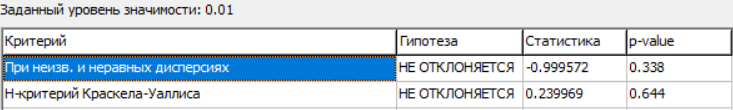 Заданный уровень значимости: 0.01
Критерий Гипотеза Статистика p-value
При неизв. и неравных дисперсиях НЕ ОТКЛОНЯЕТСЯ -0.999572 0.338
Н-критерий Краскела-Уаллиса НЕ ОТКЛОНЯЕТСЯ 0.239969 0.644